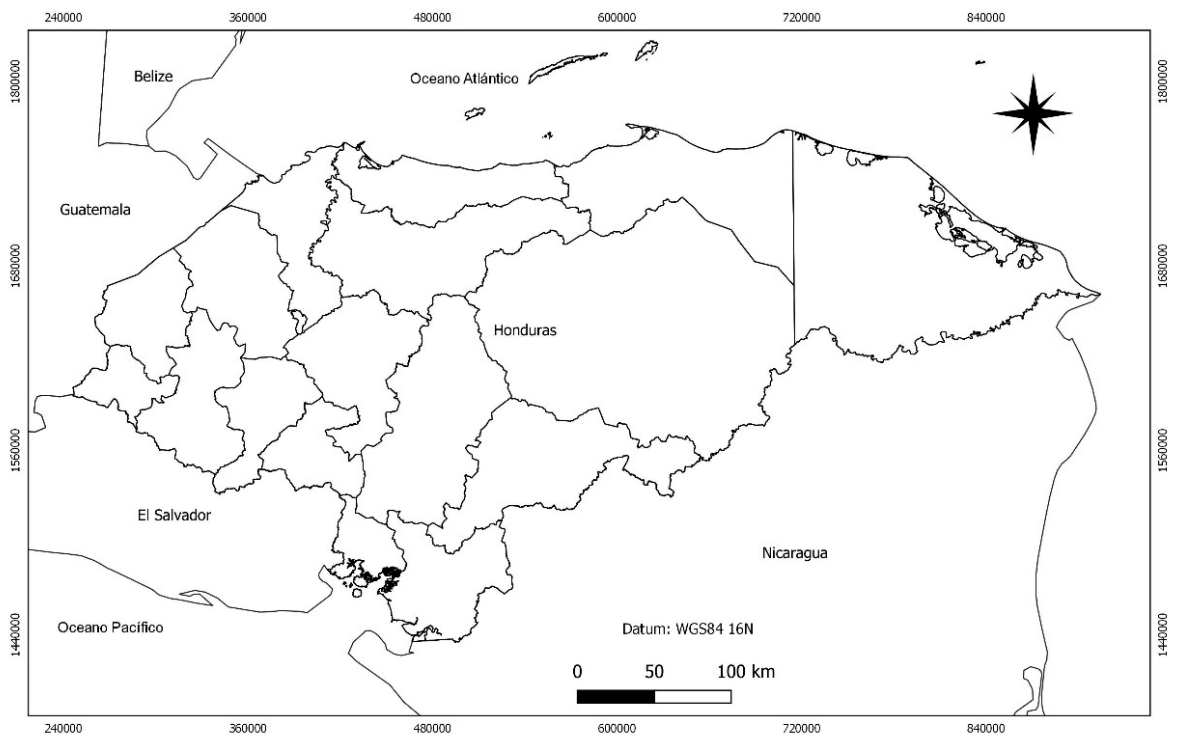 240000 360000 480000 600000 720000 840000
1800000 1800000
Belize
Oceano Atlántico
Guatemala
1680000 1680000
Honduras
1560000 1560000
El Salvador
Nicaragua
Oceano Pacífico
Datum: WGS84 16N
1440000 1440000
0 50 100 km
240000 360000 480000 600000 720000 840000